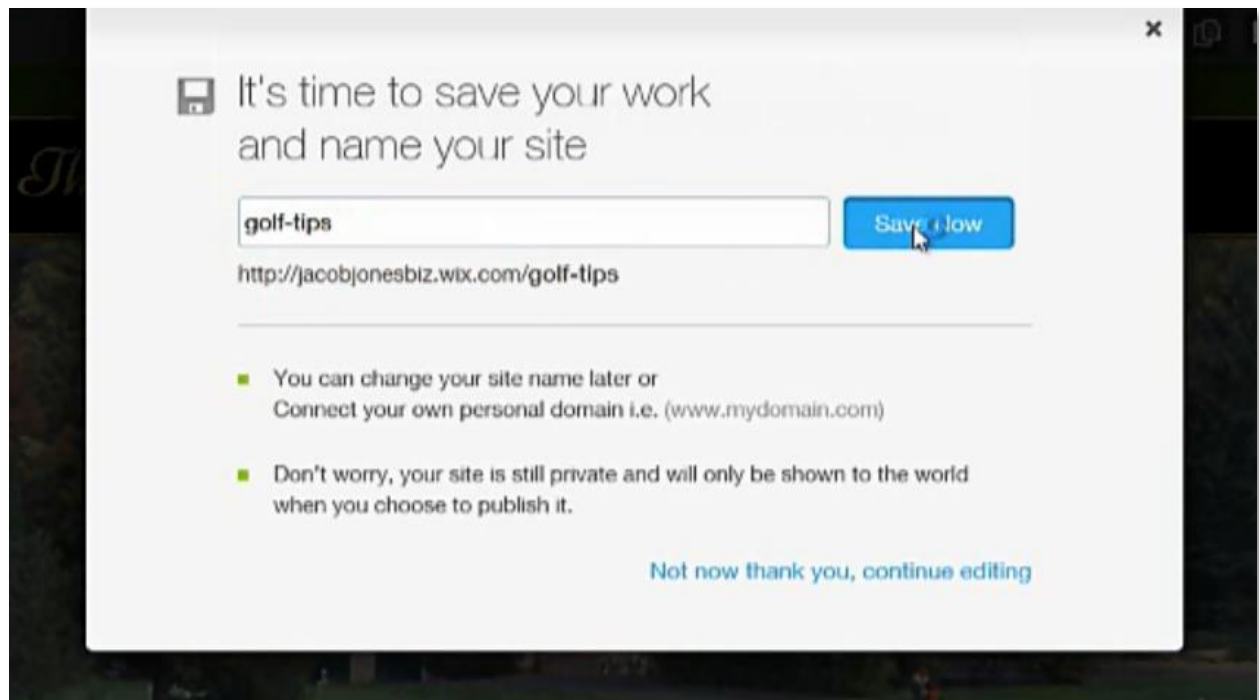 It's time to save your work
and name your site
golf-tips
Save Now
http://jacobjonesbiz.wix.com/golf-tips
You can change your site name later or
Connect your own personal domain i.e. (www.mydomain.com)
Don't worry, your site is still private and will only be shown to the world
when you choose to publish it.
Not now thank you, continue editing